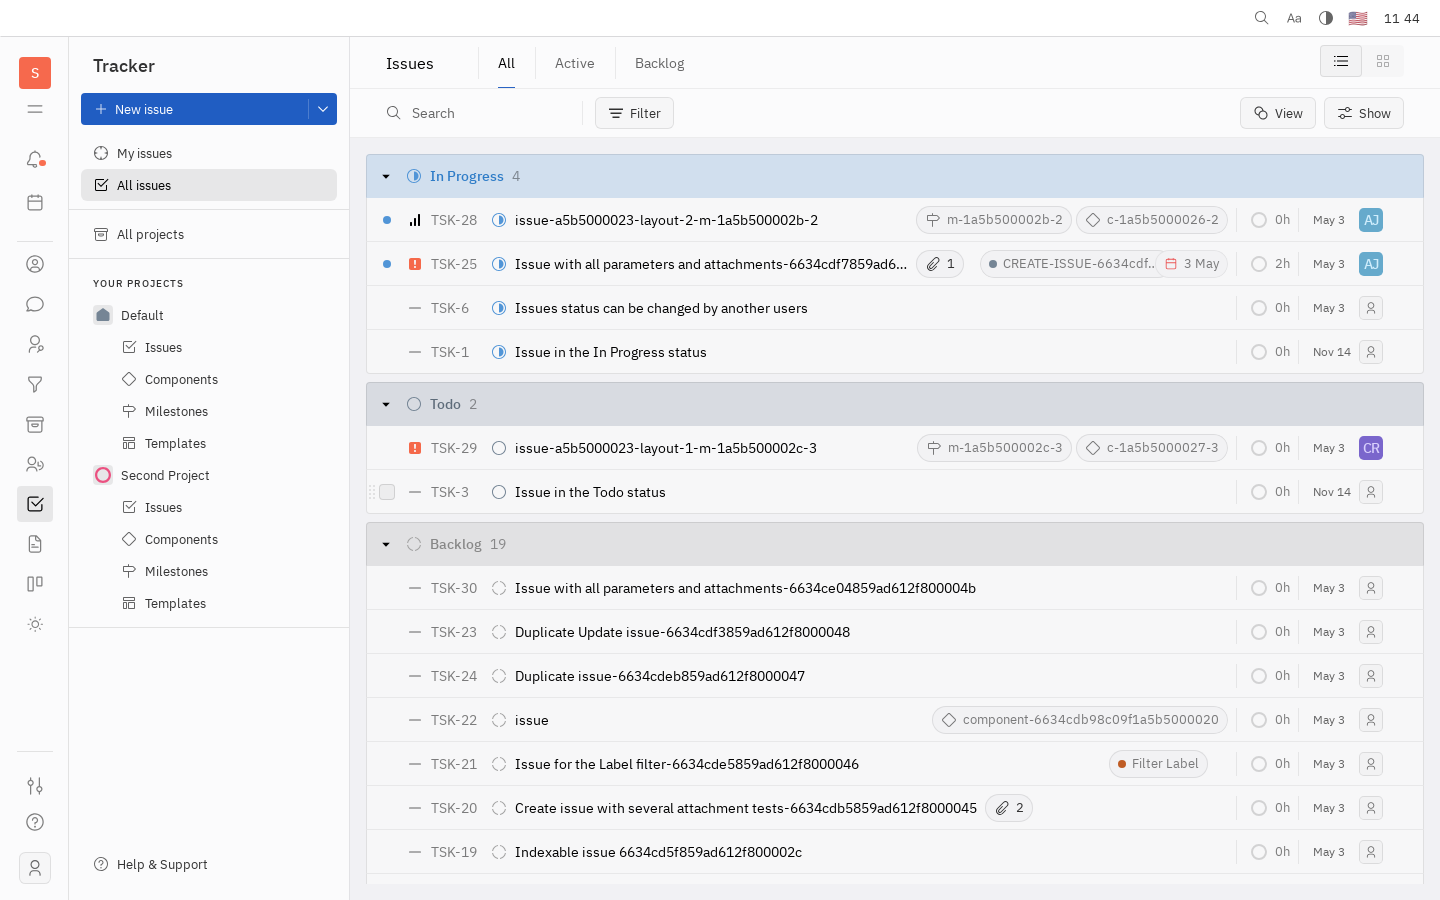 Aa 11 44
S
Tracker
New issue
My issues
All issues
All projects
YOUR PROJECTS
Default
Issues
Components
Milestones
Templates
Second Project
Issues
Components
Milestones
Templates
Help & Support
Issues All Active Backlog
Search Filter View Show
In Progress 4
TSK-28 issue-a5b5000023-layout-2-m-1a5b500002b-2 m-1a5b500002b-2 c-1a5b5000026-2 0h May 3 AJ
TSK-25 Issue with all parameters and attachments-6634cdf7859ad6... 1 CREATE-ISSUE-6634cdf... 3 May 2h May 3 AJ
TSK-6 Issues status can be changed by another users 0h May 3
TSK-1 Issue in the In Progress status 0h Nov 14
Todo 2
TSK-29 issue-a5b5000023-layout-1-m-1a5b500002c-3 m-1a5b500002c-3 c-1a5b5000027-3 0h May 3 CR
TSK-3 Issue in the Todo status 0h Nov 14
Backlog 19
TSK-30 Issue with all parameters and attachments-6634ce04859ad612f800004b 0h May 3
TSK-23 Duplicate Update issue-6634cdf3859ad612f8000048 0h May 3
TSK-24 Duplicate issue-6634cdeb859ad612f8000047 0h May 3
TSK-22 issue component-6634cdb98c09f1a5b5000020 0h May 3
TSK-21 Issue for the Label filter-6634cde5859ad612f8000046 Filter Label 0h May 3
TSK-20 Create issue with several attachment tests-6634cdb5859ad612f8000045 2 0h May 3
TSK-19 Indexable issue 6634cd5f859ad612f800002c 0h May 3